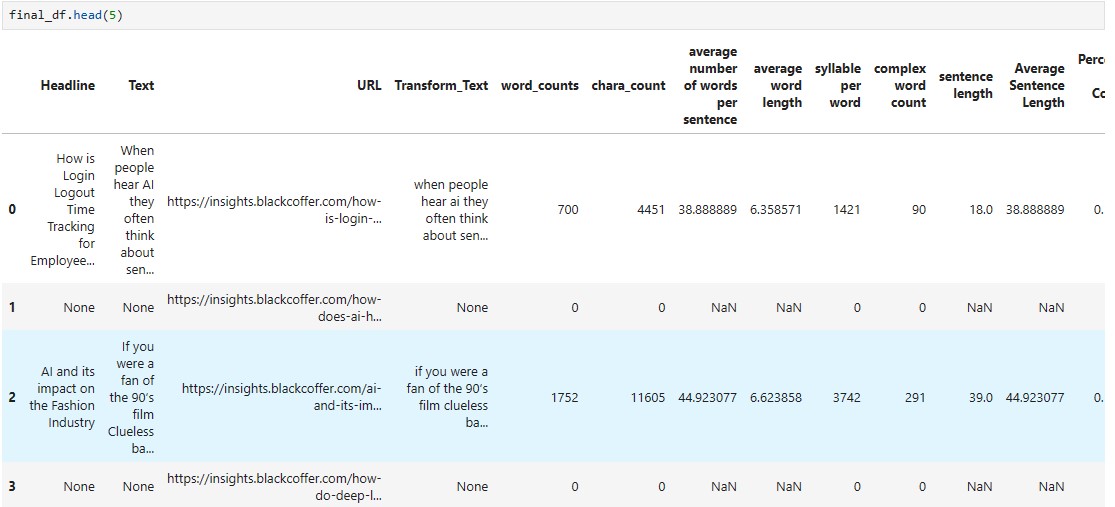 final_df.head(5)
Headline Text URL Transform_Text word_counts chara_count average number of words per sentence average word length syllable per word complex word count sentence length Average Sentence Length Perce Co
0 How is Login Logout Time Tracking for Employee... When people hear AI they often think about sen... https://insights.blackcoffer.com/how-is-login-... when people hear ai they often think about sen... 700 4451 38.888889 6.358571 1421 90 18.0 38.888889 0.
1 None None https://insights.blackcoffer.com/how-does-ai-h... None 0 0 NaN NaN 0 0 NaN NaN
2 AI and its impact on the Fashion Industry If you were a fan of the 90's film Clueless ba... https://insights.blackcoffer.com/ai-and-its-im... if you were a fan of the 90's film clueless ba... 1752 11605 44.923077 6.623858 3742 291 39.0 44.923077 0.
3 None None https://insights.blackcoffer.com/how-do-deep-l... None 0 0 NaN NaN 0 0 NaN NaN